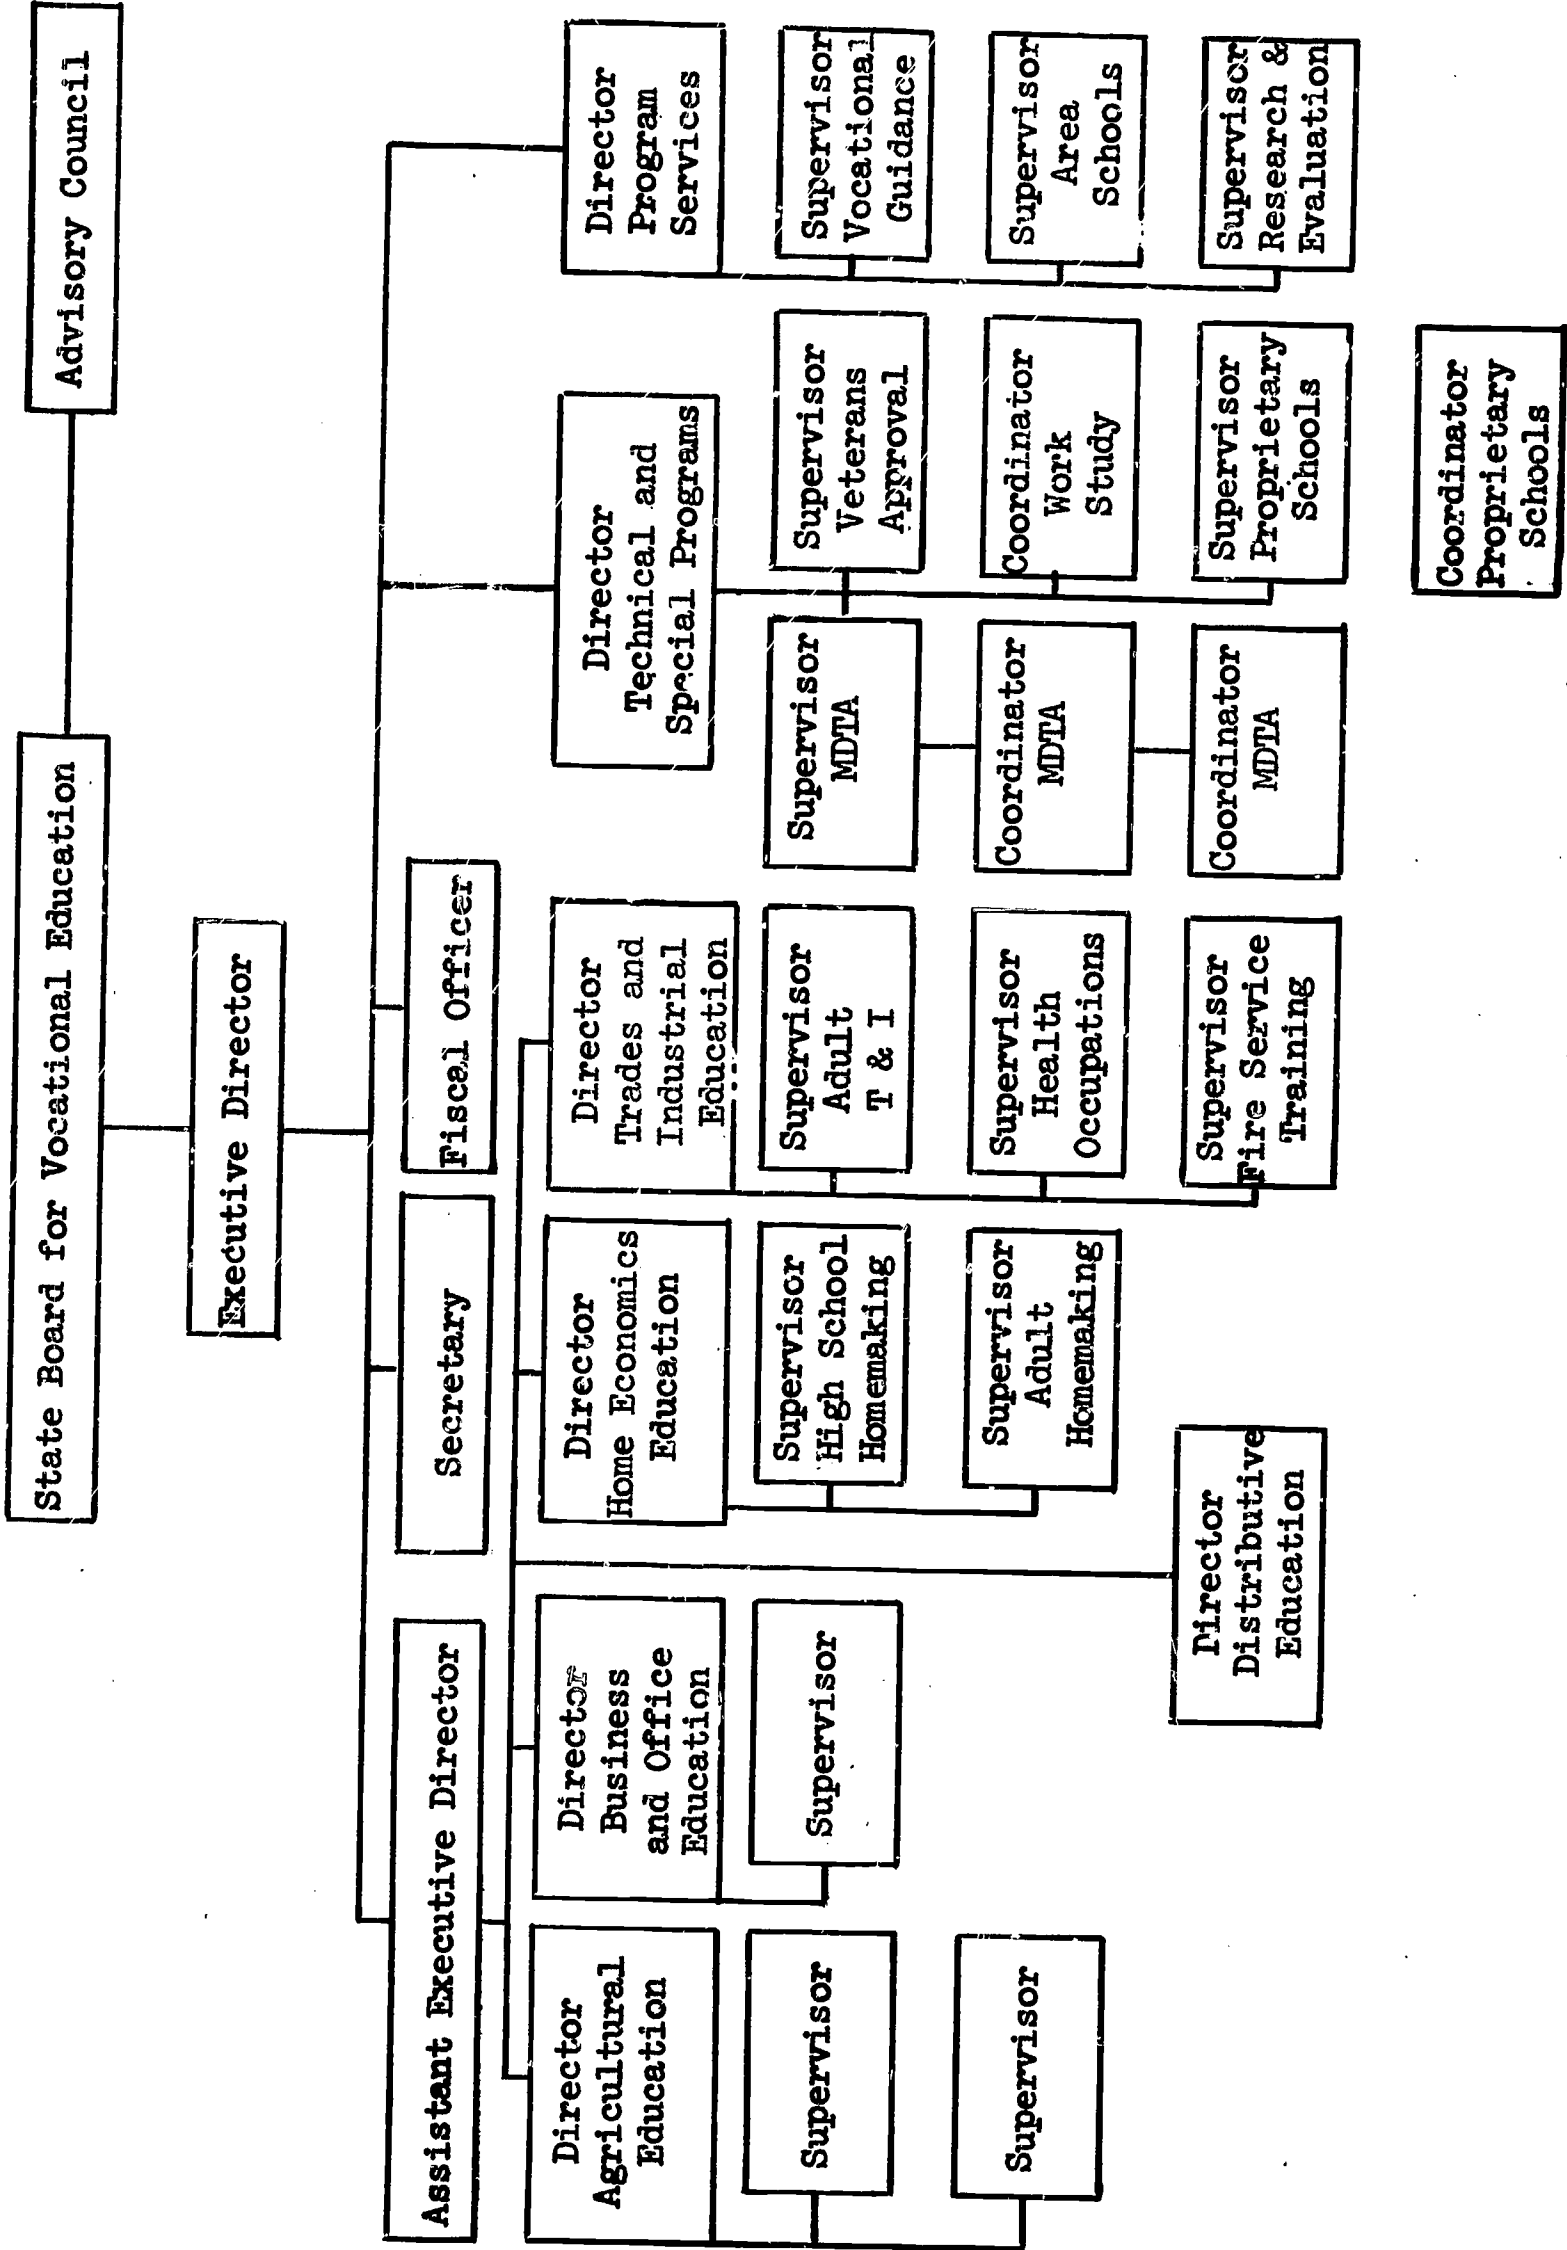 State Board for Vocational Education
Advisory Council
Executive Director
Assistant Executive Director
Secretary
Fiscal Officer
Director
Agricultural
Education
Supervisor
Supervisor
Director
Business
and Office
Education
Supervisor
Director
Distributive
Education
Director
Home Economics
Education
Supervisor
High School
Homemaking
Supervisor
Adult
Homemaking
Director
Trades and
Industrial
Education
Supervisor
Adult
T & I
Supervisor
Health
Occupations
Supervisor
Fire Service
Training
Director
Technical and
Special Programs
Supervisor
MDTA
Coordinator
MDTA
Coordinator
MDTA
Supervisor
Veterans
Approval
Coordinator
Work
Study
Supervisor
Proprietary
Schools
Coordinator
Proprietary
Schools
Director
Program
Services
Supervisor
Vocational
Guidance
Supervisor
Area
Schools
Supervisor
Research &
Evaluation